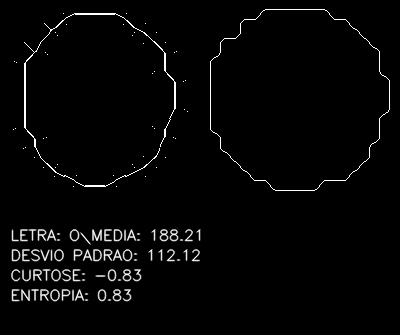 LETRA: O\MEDIA: 188.21
DESVIO PADRAO: 112.12
CURTOSE: -0.83
ENTROPIA: 0.83